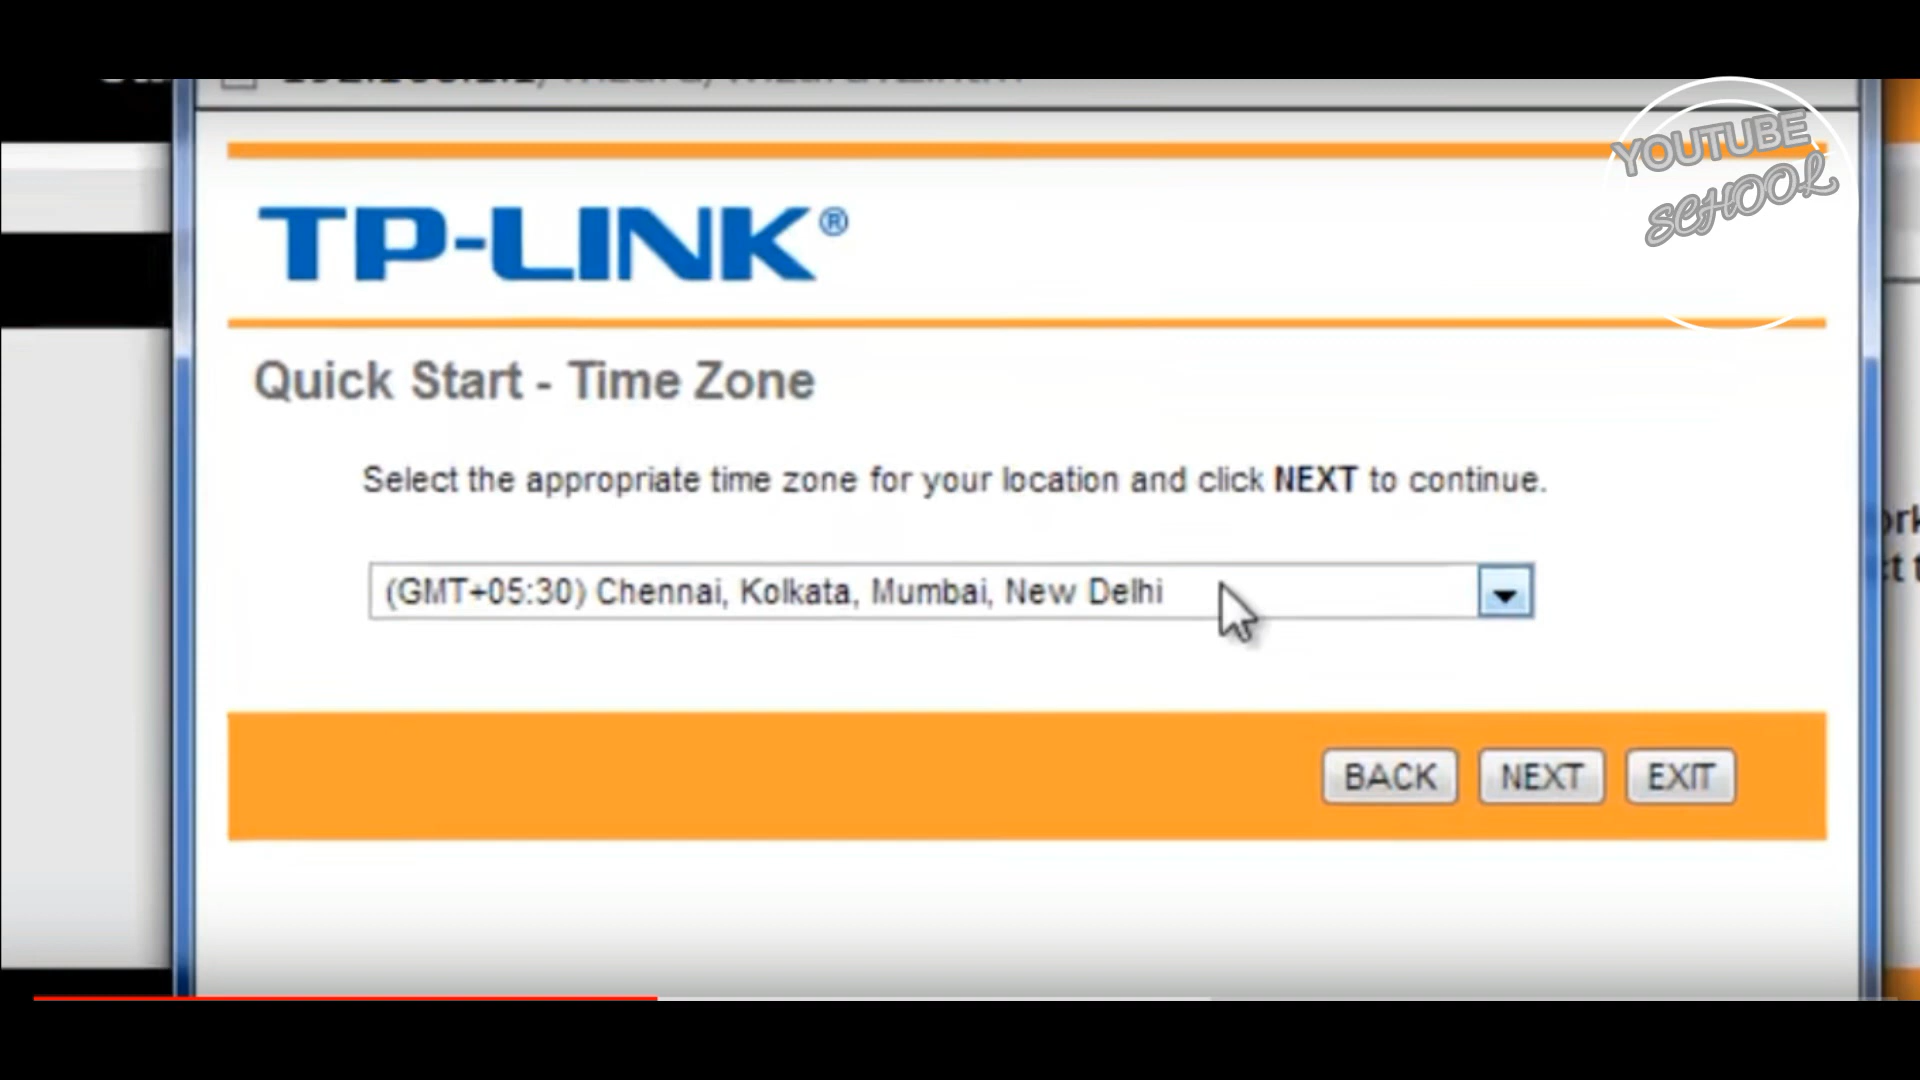 YOUTUBE
SCHOOL
TP-LINK®
Quick Start - Time Zone
Select the appropriate time zone for your location and click NEXT to continue.
(GMT+05:30) Chennai, Kolkata, Mumbai, New Delhi
BACK NEXT EXIT